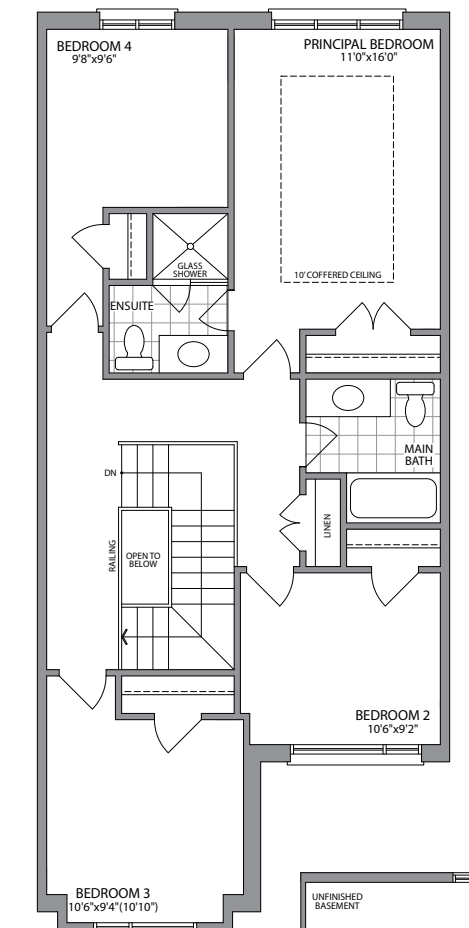 BEDROOM 4
9'8"x9'6"
PRINCIPAL BEDROOM
11'0"x16'0"
GLASS
SHOWER
10' COFFERED CEILING
ENSUITE
MAIN
BATH
DN
LINEN
RAILING
OPEN TO
BELOW
BEDROOM 2
10'6"x9'2"
BEDROOM 3
10'6"x9'4"(10'10")
UNFINISHED
BASEMENT